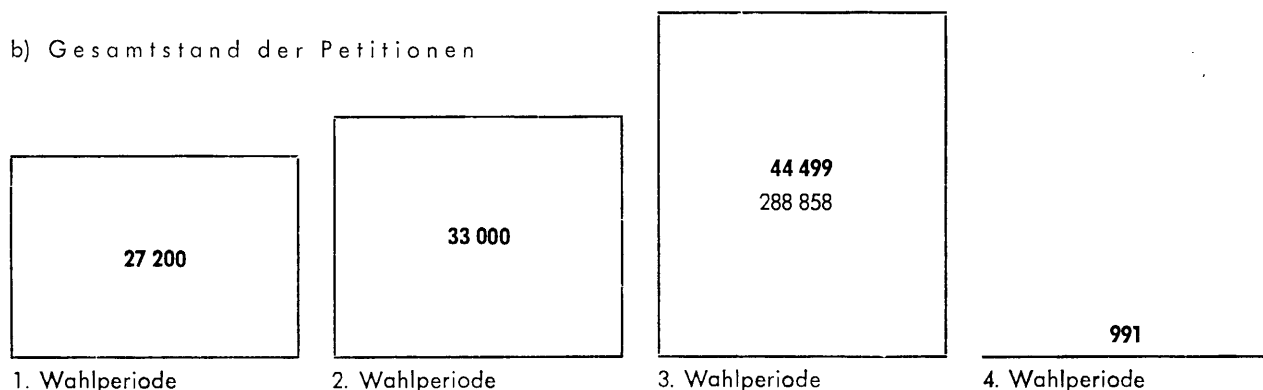 b) Gesamtstand der Petitionen
27 200
33 000
44 499
288 858
991
1. Wahlperiode
2. Wahlperiode
3. Wahlperiode
4. Wahlperiode